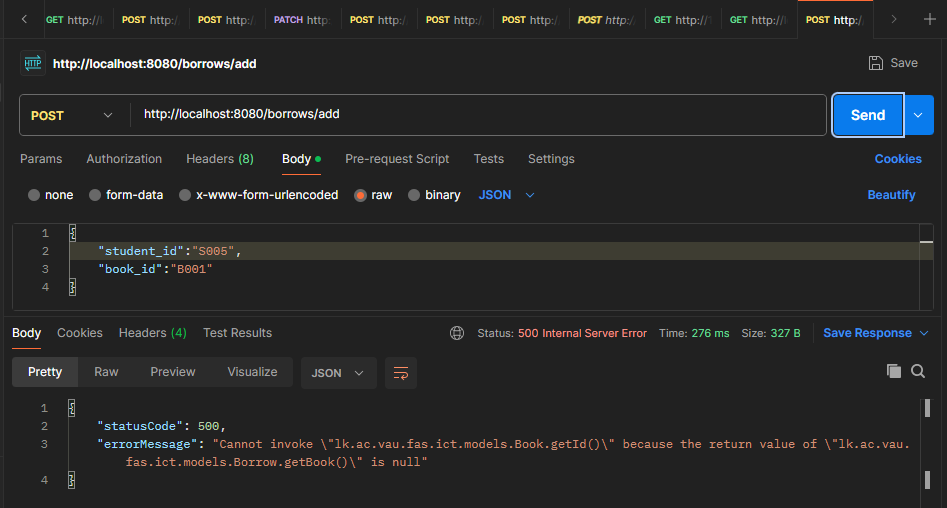 GET http://l POST http:/ POST http:/ PATCH http: POST http:/ POST http:/ POST http:/ POST http:/ GET http:// GET http://l POST http:/
http://localhost:8080/borrows/add
Save
POST
http://localhost:8080/borrows/add
Send
Params Authorization Headers (8) Body Pre-request Script Tests Settings Cookies
none form-data x-www-form-urlencoded raw binary JSON Beautify
1 {
2 "student_id":"S005",
3 "book_id":"B001"
4 }
Body Cookies Headers (4) Test Results Status: 500 Internal Server Error Time: 276 ms Size: 327 B Save Response
Pretty Raw Preview Visualize JSON
1 {
2 "statusCode": 500,
3 "errorMessage": "Cannot invoke \"lk.ac.vau.fas.ict.models.Book.getId()\" because the return value of \"lk.ac.vau.
fas.ict.models.Borrow.getBook()\" is null"
4 }